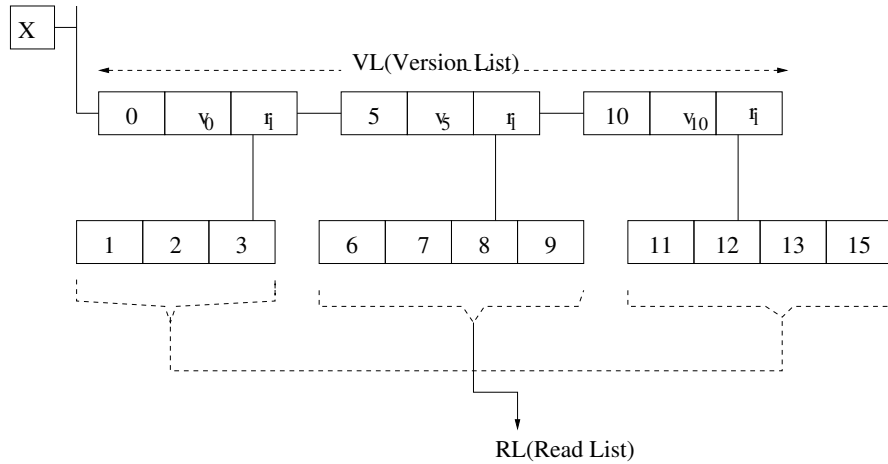 X
VL(Version List)
0 v0 ri 5 v5 ri 10 v10 ri
1 2 3 6 7 8 9 11 12 13 15
RL(Read List)